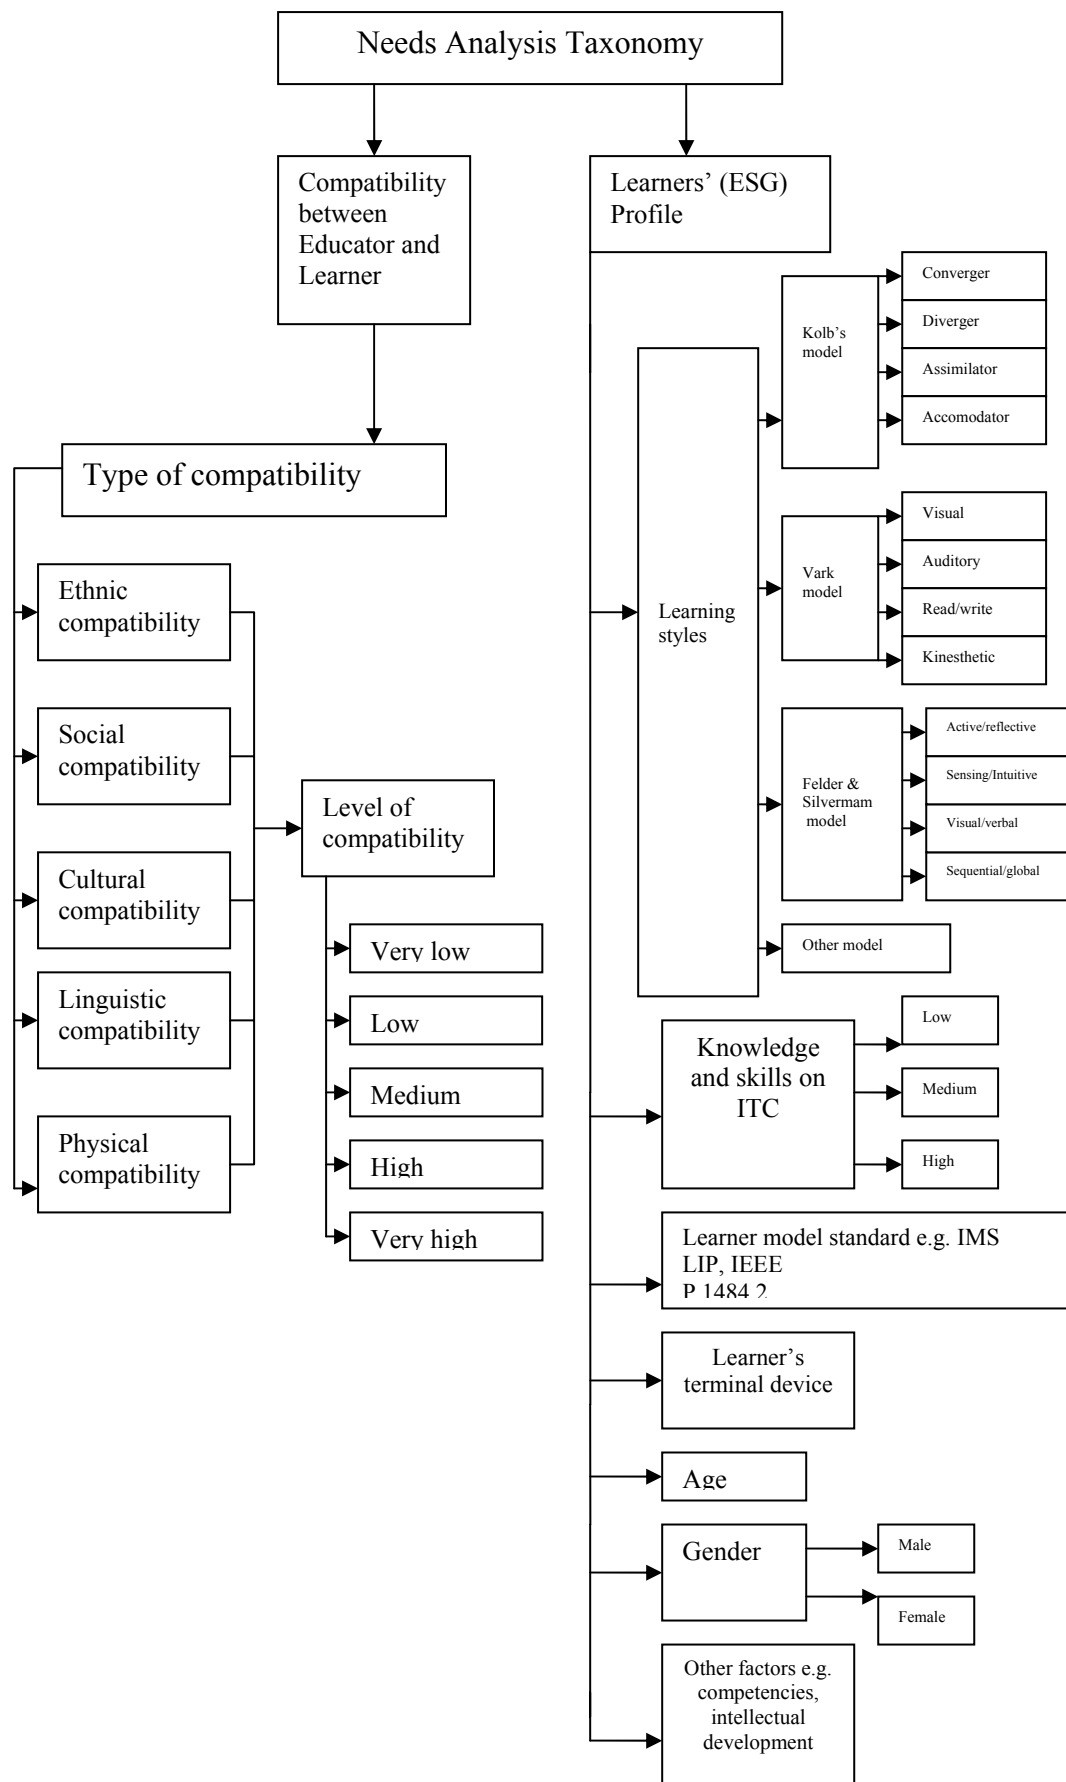 Needs Analysis Taxonomy
Compatibility
between
Educator and
Learner
Type of compatibility
Ethnic
compatibility
Social
compatibility
Cultural
compatibility
Linguistic
compatibility
Physical
compatibility
Level of
compatibility
Very low
Low
Medium
High
Very high
Learners’ (ESG)
Profile
Learning
styles
Kolb’s
model
Converger
Diverger
Assimilator
Accomodator
Vark
model
Visual
Auditory
Read/write
Kinesthetic
Felder &
Silvermam
model
Active/reflective
Sensing/Intuitive
Visual/verbal
Sequential/global
Other model
Knowledge
and skills on
ITC
Low
Medium
High
Learner model standard e.g. IMS
LIP, IEEE
P 1484.2
Learner’s
terminal device
Age
Gender
Male
Female
Other factors e.g.
competencies,
intellectual
development